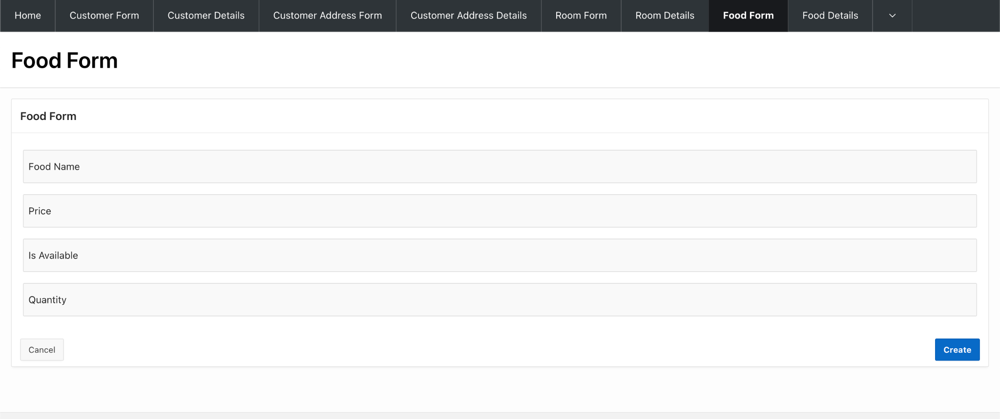 Home Customer Form Customer Details Customer Address Form Customer Address Details Room Form Room Details Food Form Food Details
Food Form
Food Form
Food Name
Price
Is Available
Quantity
Cancel Create